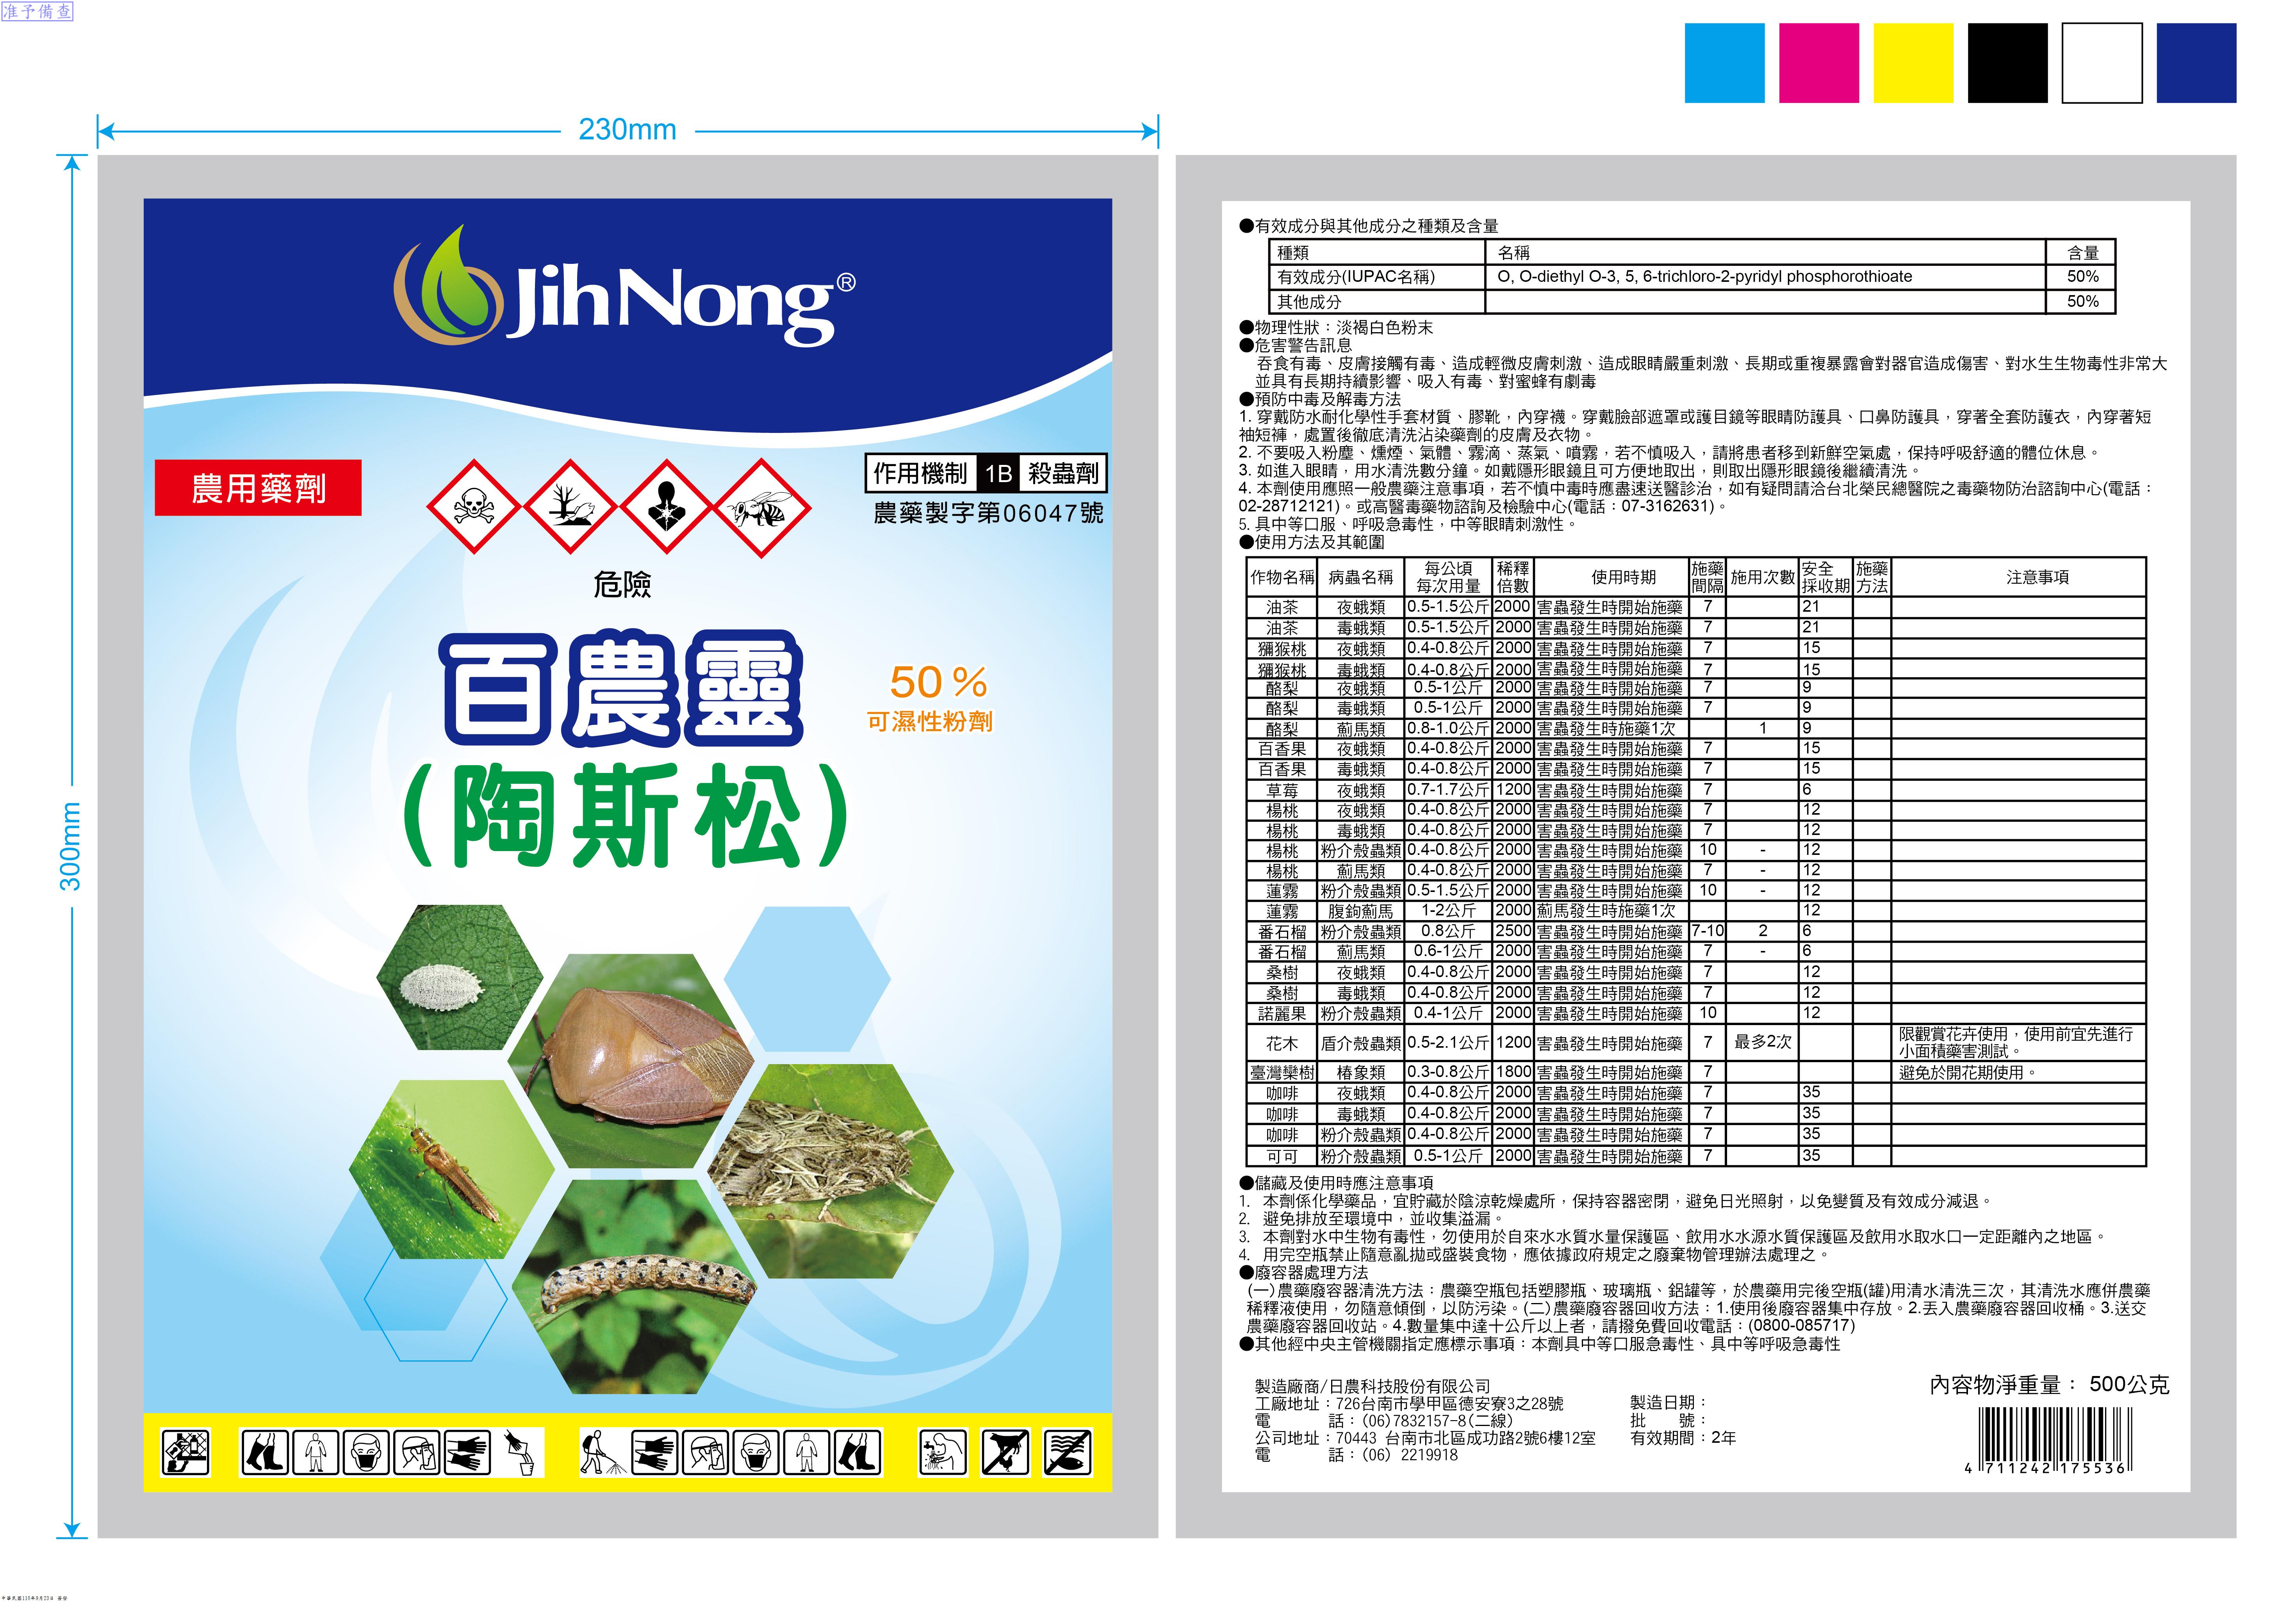 准予備查
230mm
300mm
JihNong®
農用藥劑
作用機制 1B 殺蟲劑
農藥製字第06047號
危險
百農靈
50%
可濕性粉劑
(陶斯松)
●有效成分與其他成分之種類及含量
種類 名稱 含量
有效成分(IUPAC名稱) O, O-diethyl O-3, 5, 6-trichloro-2-pyridyl phosphorothioate 50%
其他成分 50%
●物理性狀：淡褐白色粉末
●危害警告訊息
吞食有毒、皮膚接觸有毒、造成輕微皮膚刺激、造成眼睛嚴重刺激、長期或重複暴露會對器官造成傷害、對水生生物毒性非常大
並具有長期持續影響、吸入有毒、對蜜蜂有劇毒
●預防中毒及解毒方法
1. 穿戴防水耐化學性手套材質、膠靴，內穿襪。穿戴臉部遮罩或護目鏡等眼睛防護具、口鼻防護具，穿著全套防護衣，內穿著短
袖短褲，處置後徹底清洗沾染藥劑的皮膚及衣物。
2. 不要吸入粉塵、燻煙、氣體、霧滴、蒸氣、噴霧，若不慎吸入，請將患者移到新鮮空氣處，保持呼吸舒適的體位休息。
3. 如進入眼睛，用水清洗數分鐘。如戴隱形眼鏡且可方便地取出，則取出隱形眼鏡後繼續清洗。
4. 本劑使用應照一般農藥注意事項，若不慎中毒時應盡速送醫診治，如有疑問請洽台北榮民總醫院之毒藥物防治諮詢中心(電話：
02-28712121)。或高醫毒藥物諮詢及檢驗中心(電話：07-3162631)。
5. 具中等口服、呼吸急毒性，中等眼睛刺激性。
●使用方法及其範圍
作物名稱 病蟲名稱 每公頃每次用量 稀釋倍數 使用時期 施藥間隔 施用次數 安全採收期 施藥方法 注意事項
油茶 夜蛾類 0.5-1.5公斤 2000 害蟲發生時開始施藥 7 21
油茶 毒蛾類 0.5-1.5公斤 2000 害蟲發生時開始施藥 7 21
獼猴桃 夜蛾類 0.4-0.8公斤 2000 害蟲發生時開始施藥 7 15
獼猴桃 毒蛾類 0.4-0.8公斤 2000 害蟲發生時開始施藥 7 15
酪梨 夜蛾類 0.5-1公斤 2000 害蟲發生時開始施藥 7 9
酪梨 毒蛾類 0.5-1公斤 2000 害蟲發生時開始施藥 7 9
酪梨 薊馬類 0.8-1.0公斤 2000 害蟲發生時施藥1次 1 9
百香果 夜蛾類 0.4-0.8公斤 2000 害蟲發生時開始施藥 7 15
百香果 毒蛾類 0.4-0.8公斤 2000 害蟲發生時開始施藥 7 15
草莓 夜蛾類 0.7-1.7公斤 1200 害蟲發生時開始施藥 7 6
楊桃 夜蛾類 0.4-0.8公斤 2000 害蟲發生時開始施藥 7 12
楊桃 毒蛾類 0.4-0.8公斤 2000 害蟲發生時開始施藥 7 12
楊桃 粉介殼蟲類 0.4-0.8公斤 2000 害蟲發生時開始施藥 10 - 12
楊桃 薊馬類 0.4-0.8公斤 2000 害蟲發生時開始施藥 7 - 12
蓮霧 粉介殼蟲類 0.5-1.5公斤 2000 害蟲發生時開始施藥 10 - 12
蓮霧 腹鉤薊馬 1-2公斤 2000 薊馬發生時施藥1次 12
番石榴 粉介殼蟲類 0.8公斤 2500 害蟲發生時開始施藥 7-10 2 6
番石榴 薊馬類 0.6-1公斤 2000 害蟲發生時開始施藥 7 - 6
桑樹 夜蛾類 0.4-0.8公斤 2000 害蟲發生時開始施藥 7 12
桑樹 毒蛾類 0.4-0.8公斤 2000 害蟲發生時開始施藥 7 12
諾麗果 粉介殼蟲類 0.4-1公斤 2000 害蟲發生時開始施藥 10 12
花木 盾介殼蟲類 0.5-2.1公斤 1200 害蟲發生時開始施藥 7 最多2次 限觀賞花卉使用，使用前宜先進行小面積藥害測試。
臺灣欒樹 椿象類 0.3-0.8公斤 1800 害蟲發生時開始施藥 7 避免於開花期使用。
咖啡 夜蛾類 0.4-0.8公斤 2000 害蟲發生時開始施藥 7 35
咖啡 毒蛾類 0.4-0.8公斤 2000 害蟲發生時開始施藥 7 35
咖啡 粉介殼蟲類 0.4-0.8公斤 2000 害蟲發生時開始施藥 7 35
可可 粉介殼蟲類 0.5-1公斤 2000 害蟲發生時開始施藥 7 35
●儲藏及使用時應注意事項
1. 本劑係化學藥品，宜貯藏於陰涼乾燥處所，保持容器密閉，避免日光照射，以免變質及有效成分減退。
2. 避免排放至環境中，並收集溢漏。
3. 本劑對水中生物有毒性，勿使用於自來水水質水量保護區、飲用水水源水質保護區及飲用水取水口一定距離內之地區。
4. 用完空瓶禁止隨意亂拋或盛裝食物，應依據政府規定之廢棄物管理辦法處理之。
●廢容器處理方法
(一)農藥廢容器清洗方法：農藥空瓶包括塑膠瓶、玻璃瓶、鋁罐等，於農藥用完後空瓶(罐)用清水清洗三次，其清洗水應併農藥
稀釋液使用，勿隨意傾倒，以防污染。(二)農藥廢容器回收方法：1.使用後廢容器集中存放。2.丟入農藥廢容器回收桶。3.送交
農藥廢容器回收站。4.數量集中達十公斤以上者，請撥免費回收電話：(0800-085717)
●其他經中央主管機關指定應標示事項：本劑具中等口服急毒性、具中等呼吸急毒性
製造廠商/日農科技股份有限公司
工廠地址：726台南市學甲區德安寮3之28號
電 話：(06)7832157-8(二線)
公司地址：70443 台南市北區成功路2號6樓12室
電 話：(06) 2219918
製造日期：
批 號：
有效期間：2年
內容物淨重量： 500公克
4 711242 175536